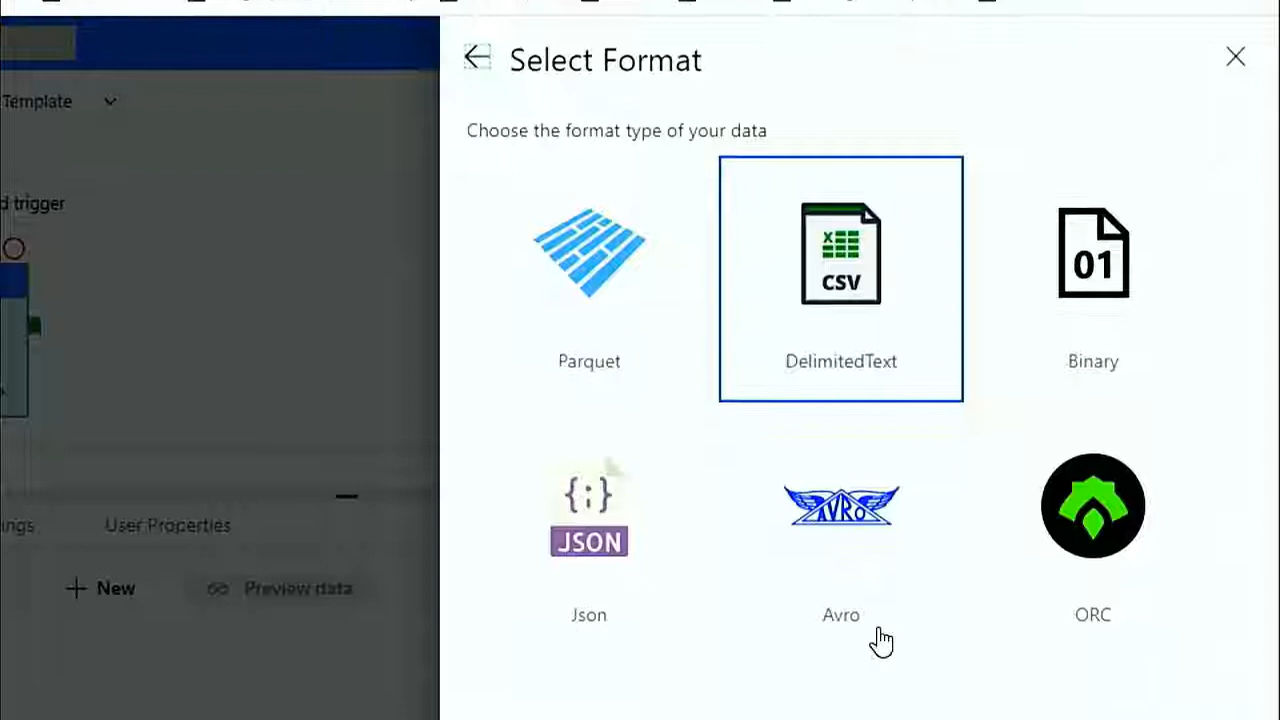 Select Format
Template
Choose the format type of your data
d trigger
X
CSV
01
Parquet
DelimitedText
Binary
{;}
JSON
AVRO
Json
Avro
ORC
ings
User Properties
+ New
Preview data